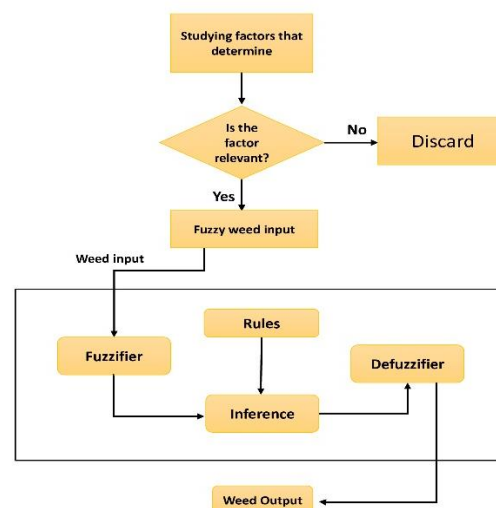 Studying factors that
determine
Is the
factor
relevant?
No
Discard
Yes
Fuzzy weed input
Weed input
Rules
Fuzzifier
Defuzzifier
Inference
Weed Output